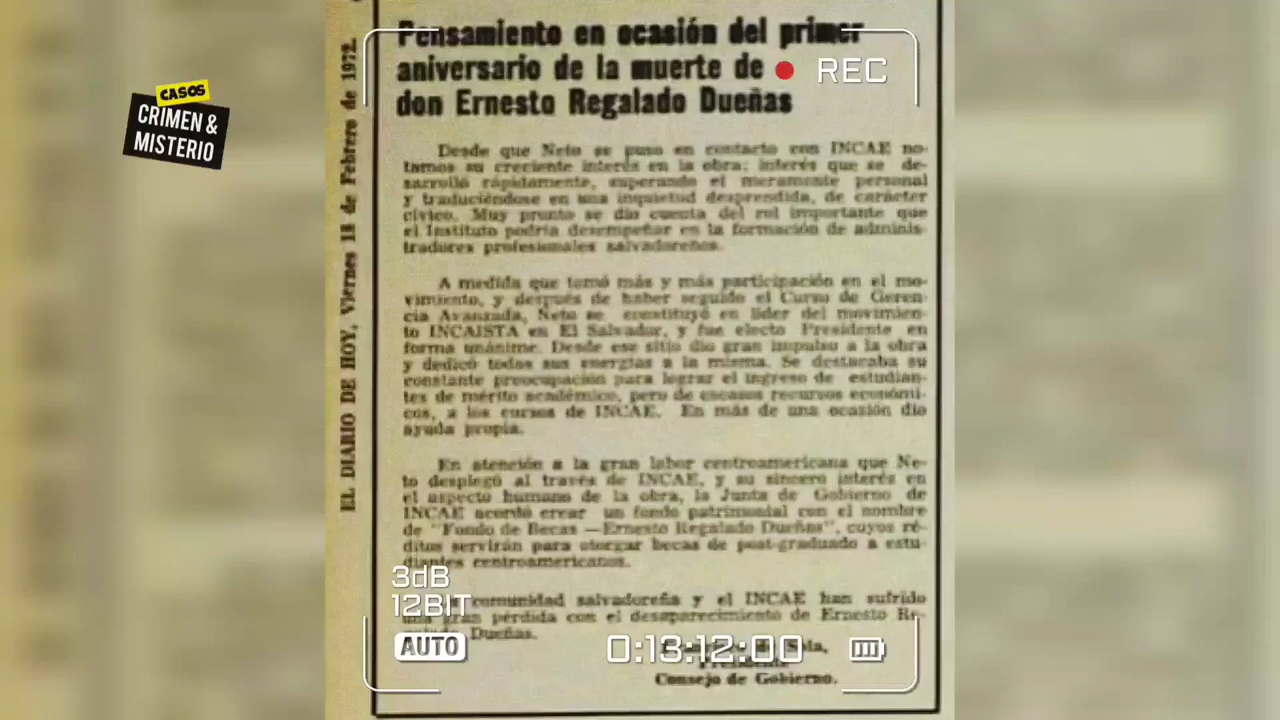 Pensamiento en ocasión del primer
aniversario de la muerte de
don Ernesto Regalado Dueñas
REC
CASOS
CRIMEN &
MISTERIO
EL DIARIO DE HOY, Viernes 18 de Febrero de 1972.
Desde que Neto se puso en contacto con INCAE no-
tamos su creciente interés en la obra; interés que se de-
sarrolló rápidamente, superando el meramente personal
y traduciéndose en una inquietud desprendida, de carácter
cívico. Muy pronto se dio cuenta del rol importante que
el Instituto podría desempeñar en la formación de adminis-
tradores profesionales salvadoreños.
A medida que tomó más y más participación en el mo-
vimiento, y después de haber seguido el Curso de Geren-
cia Avanzada, Neto se constituyó en líder del movimien-
to INCAISTA en El Salvador, y fue electo Presidente en
forma unánime. Desde ese sitio dio gran impulso a la obra
y dedicó todas sus energías a la misma. Se destacaba su
constante preocupación para lograr el ingreso de estudian-
tes de mérito académico, pero de escasos recursos económi-
cos, a los cursos de INCAE. En más de una ocasión dio
ayuda propia.
En atención a la gran labor centroamericana que Ne-
to desplegó al través de INCAE, y su sincero interés en
el aspecto humano de la obra, la Junta de Gobierno de
INCAE acordó crear un fondo patrimonial con el nombre
de "Fondo de Becas —Ernesto Regalado Dueñas", cuyos ré-
ditos servirán para otorgar becas de post-graduado a estu-
diantes centroamericanos.
comunidad salvadoreña y el INCAE han sufrido
una gran pérdida con el desaparecimiento de Ernesto Re-
Dueñas.
Sola,
Presidente
Consejo de Gobierno.
3dB
12BIT
AUTO
0:13:12:00